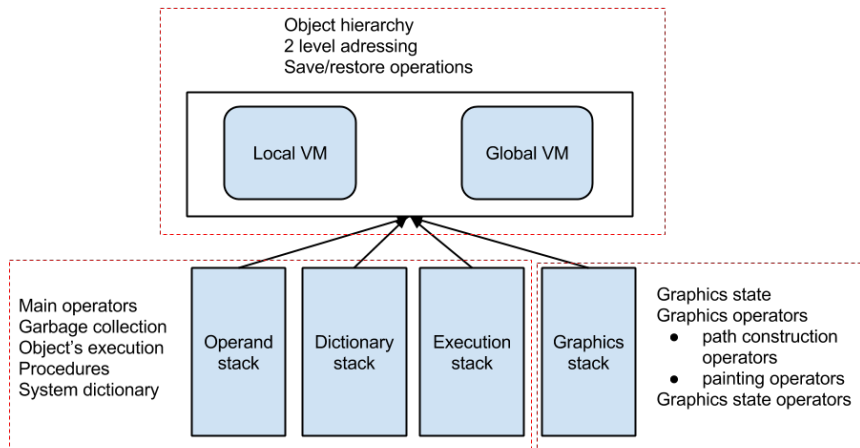 Object hierarchy
2 level adressing
Save/restore operations
Local VM
Global VM
Main operators
Garbage collection
Object's execution
Procedures
System dictionary
Operand
stack
Dictionary
stack
Execution
stack
Graphics
stack
Graphics state
Graphics operators
● path construction
operators
● painting operators
Graphics state operators